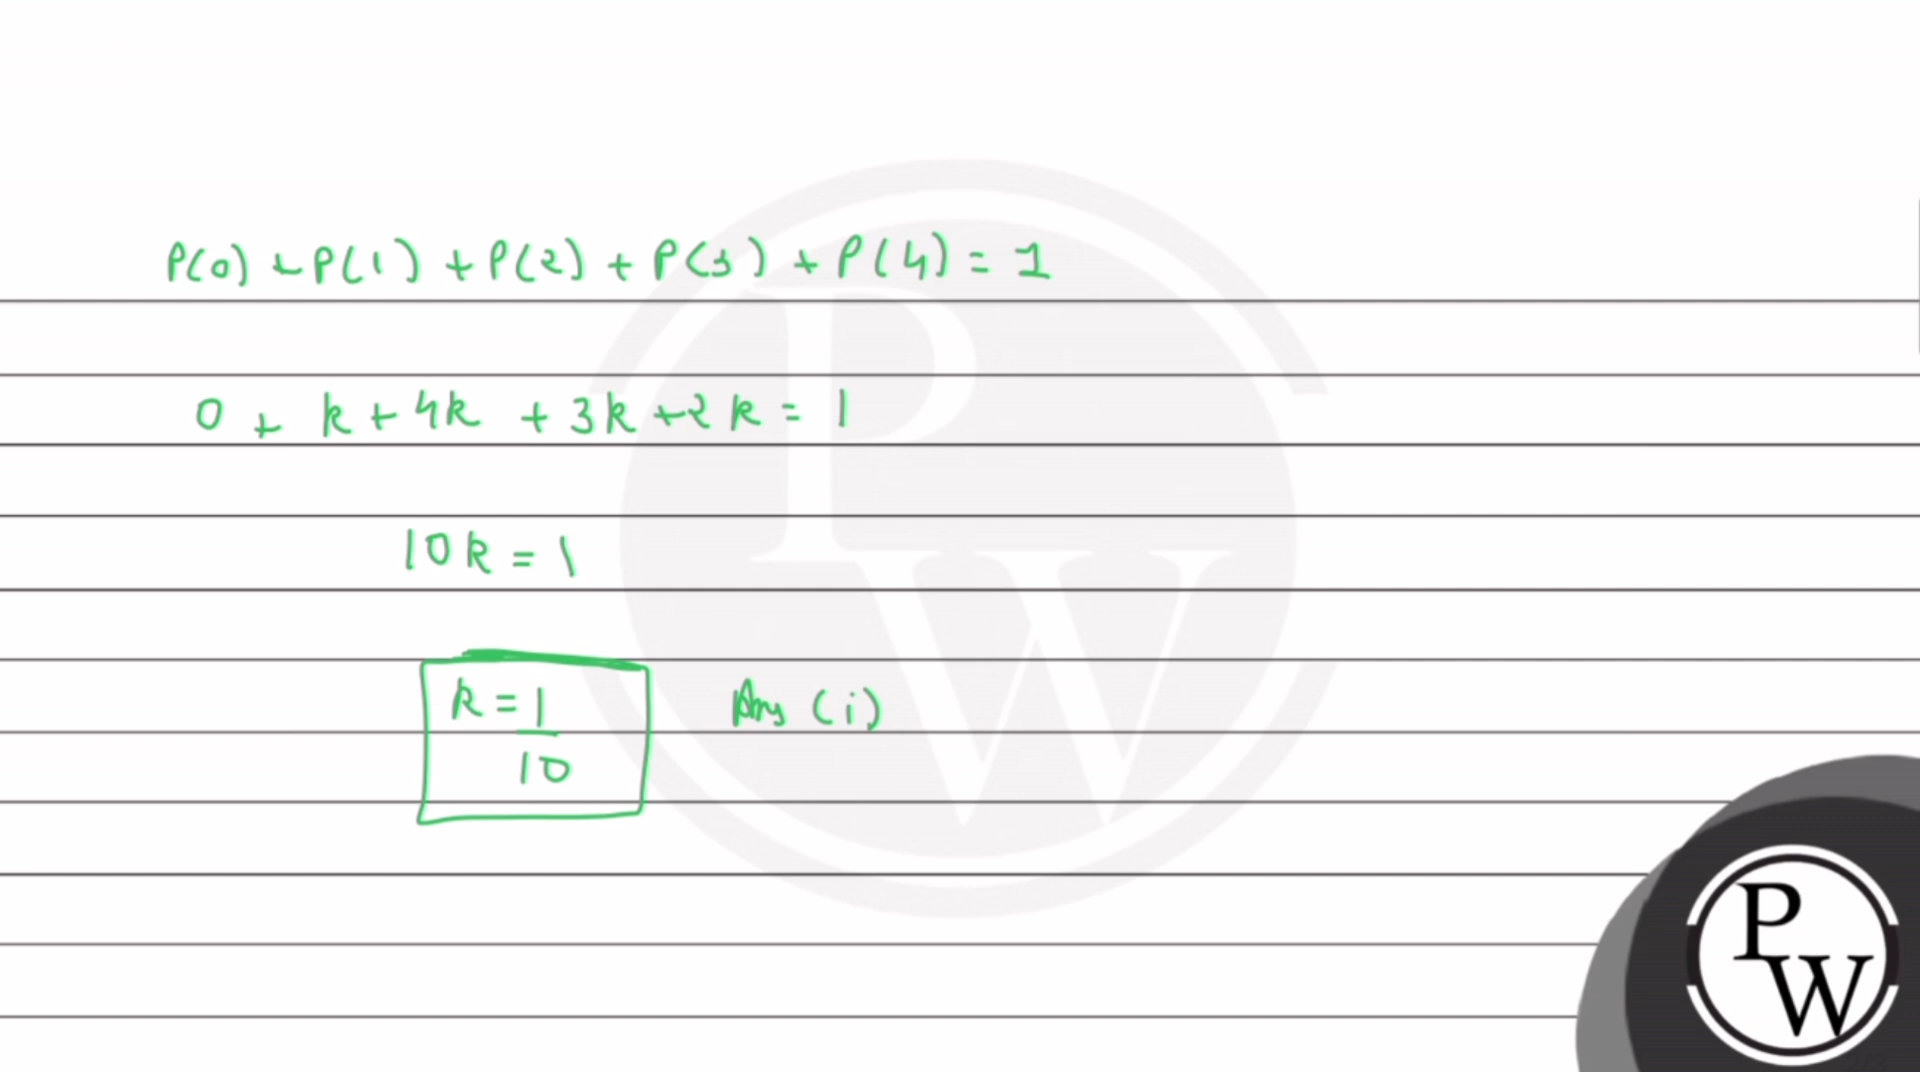 P(0) + P(1) + P(2) + P(3) + P(4) = 1
0 + k + 4k + 3k + 2k = 1
10k = 1
k = 1
10
Ans (i)
P
W
P
W